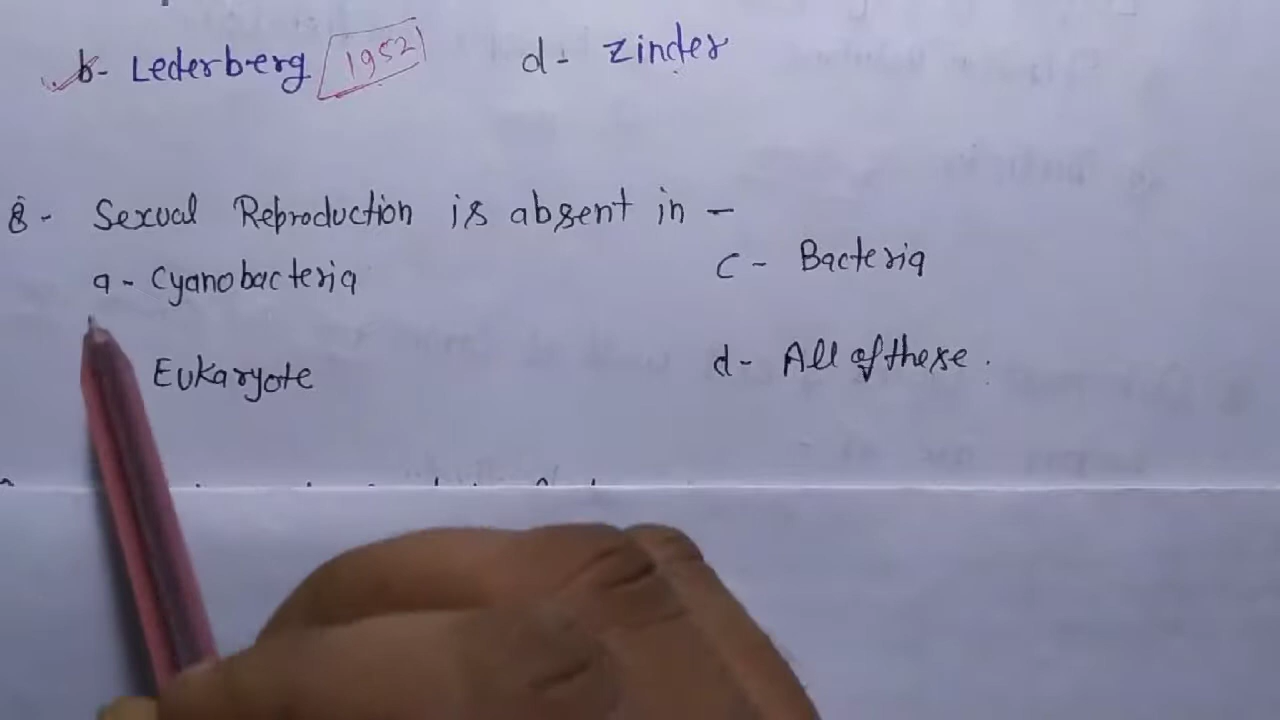 b- Lederberg 1952 d- Zinder
8- Sexual Reproduction is absent in -
a- Cyanobacteria c- Bacteria
Eukaryote d- All of these.